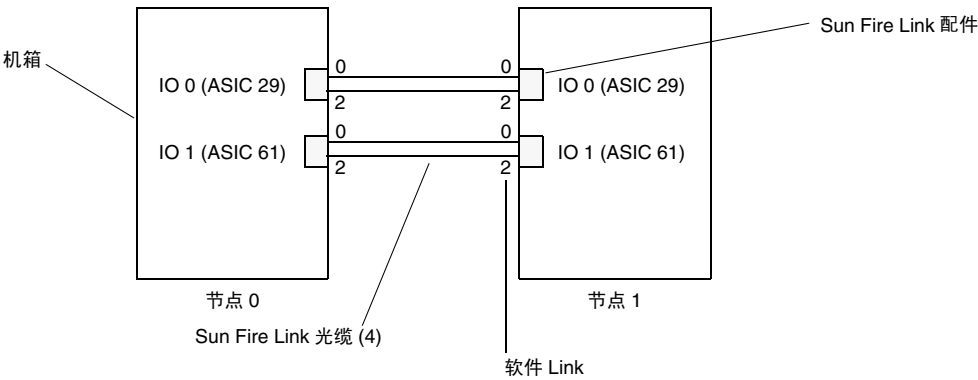 Sun Fire Link 配件
机箱
0
0
IO 0 (ASIC 29)
IO 0 (ASIC 29)
2
2
0
0
IO 1 (ASIC 61)
IO 1 (ASIC 61)
2
2
节点 0
节点 1
Sun Fire Link 光缆 (4)
软件 Link